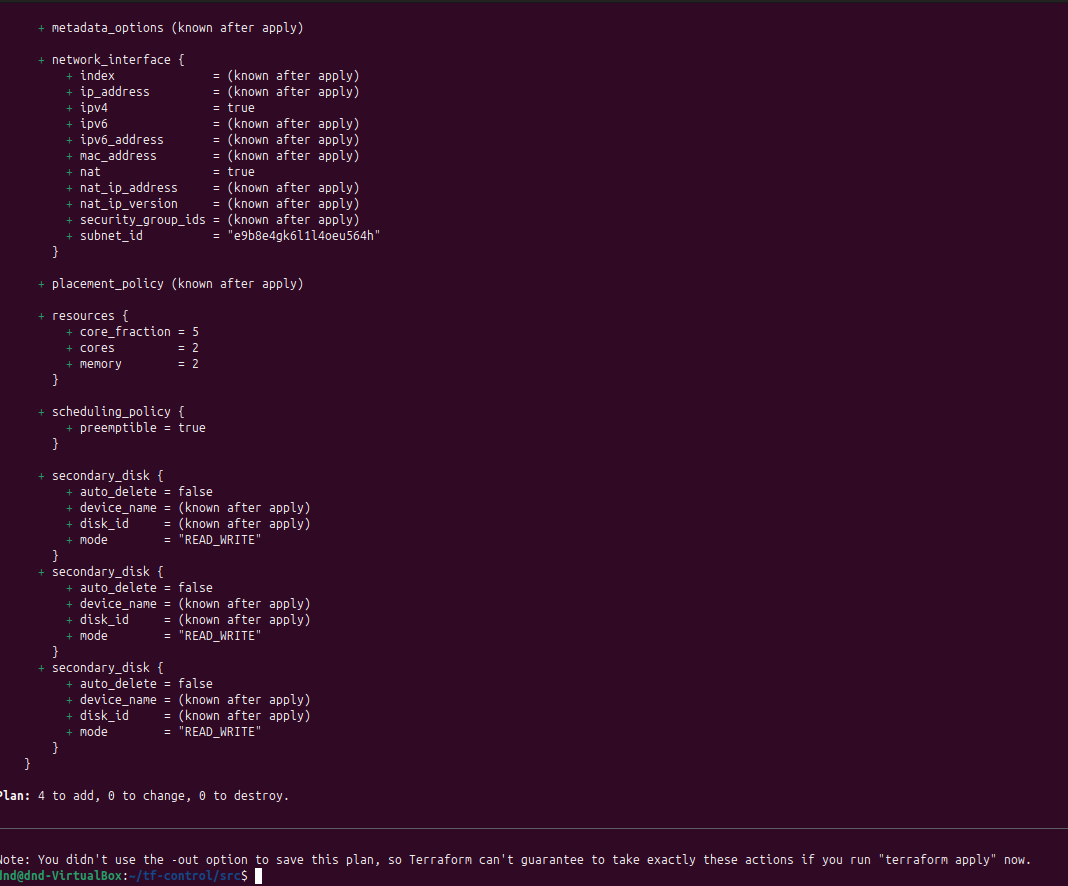 + metadata_options (known after apply)
+ network_interface {
+ index = (known after apply)
+ ip_address = (known after apply)
+ ipv4 = true
+ ipv6 = (known after apply)
+ ipv6_address = (known after apply)
+ mac_address = (known after apply)
+ nat = true
+ nat_ip_address = (known after apply)
+ nat_ip_version = (known after apply)
+ security_group_ids = (known after apply)
+ subnet_id = "e9b8e4gk6l1l4oeu564h"
}
+ placement_policy (known after apply)
+ resources {
+ core_fraction = 5
+ cores = 2
+ memory = 2
}
+ scheduling_policy {
+ preemptible = true
}
+ secondary_disk {
+ auto_delete = false
+ device_name = (known after apply)
+ disk_id = (known after apply)
+ mode = "READ_WRITE"
}
+ secondary_disk {
+ auto_delete = false
+ device_name = (known after apply)
+ disk_id = (known after apply)
+ mode = "READ_WRITE"
}
+ secondary_disk {
+ auto_delete = false
+ device_name = (known after apply)
+ disk_id = (known after apply)
+ mode = "READ_WRITE"
}
}
Plan: 4 to add, 0 to change, 0 to destroy.
Note: You didn't use the -out option to save this plan, so Terraform can't guarantee to take exactly these actions if you run "terraform apply" now.
dnd@dnd-VirtualBox:~/tf-control/src$